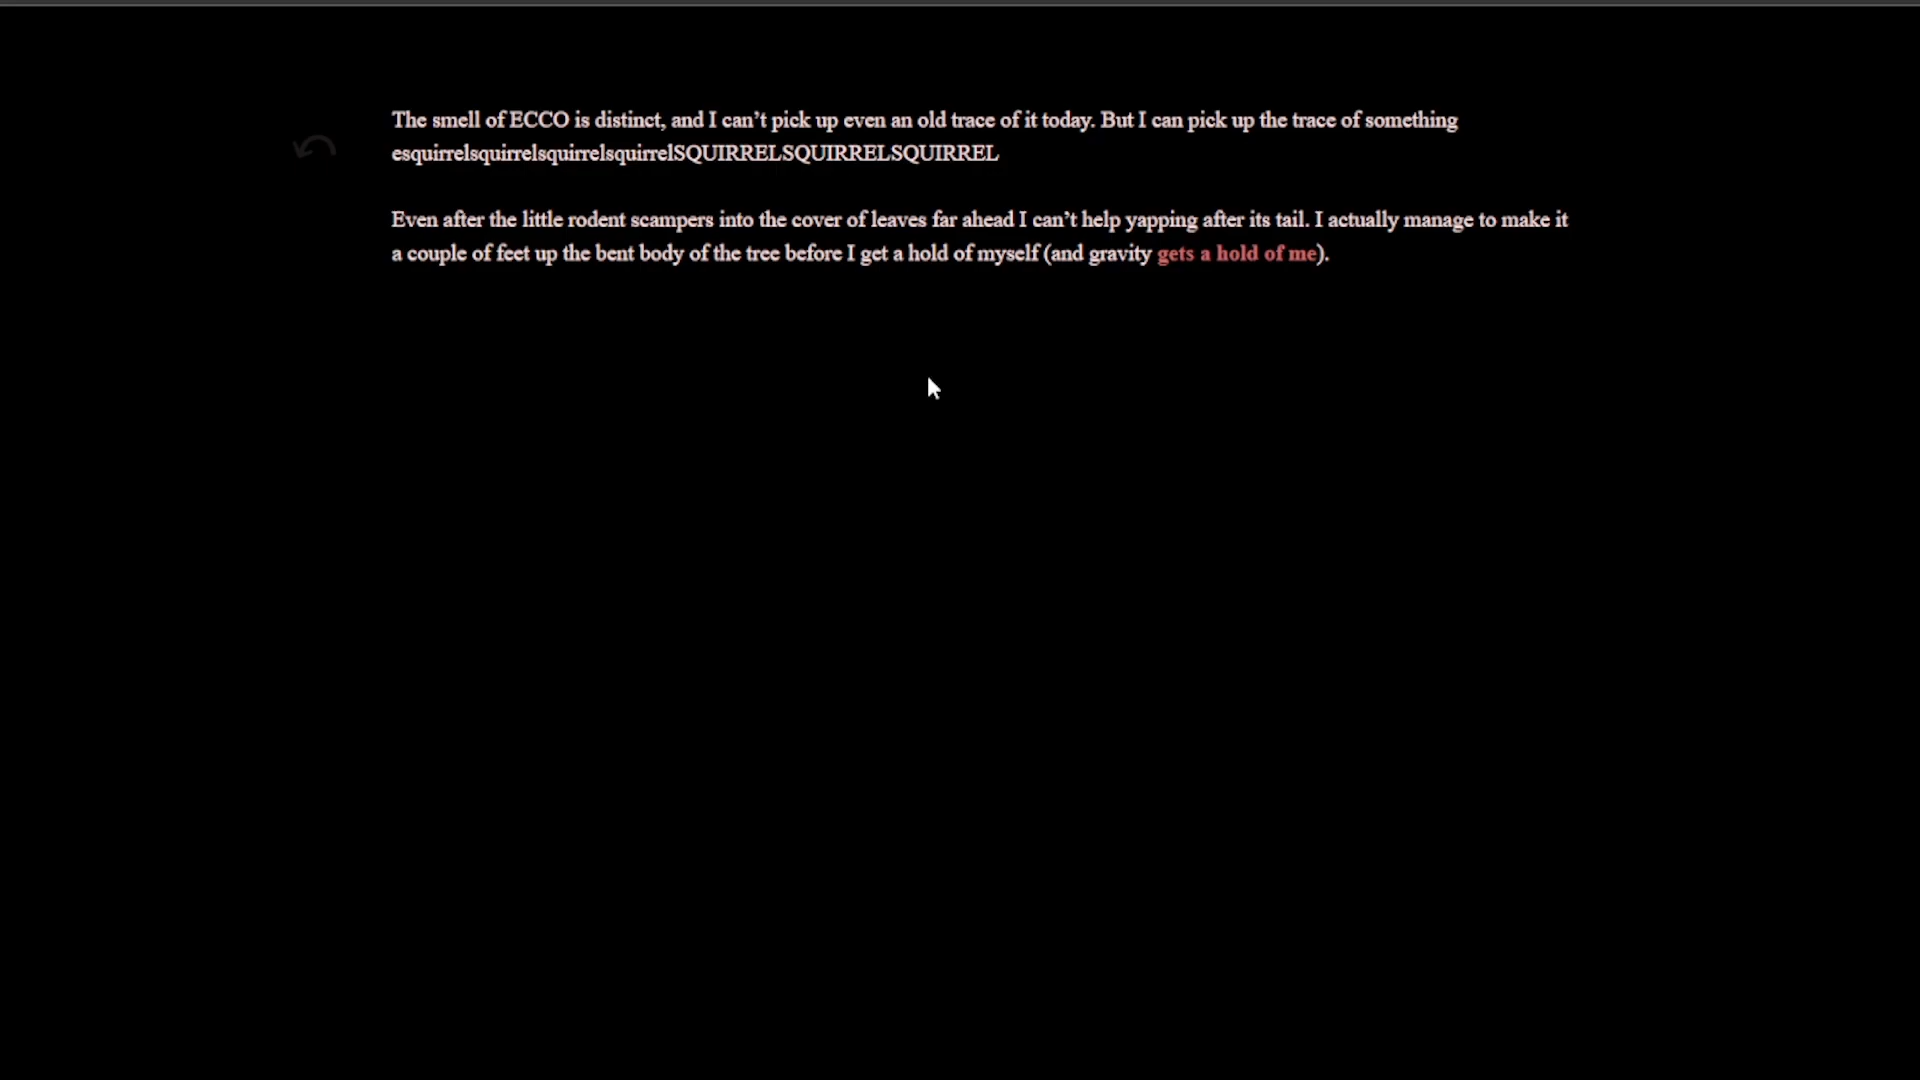 The smell of ECCO is distinct, and I can’t pick up even an old trace of it today. But I can pick up the trace of something
esquirrelsquirrelsquirrelsquirrelSQUIRRELSQUIRRELSQUIRREL
Even after the little rodent scampers into the cover of leaves far ahead I can’t help yapping after its tail. I actually manage to make it
a couple of feet up the bent body of the tree before I get a hold of myself (and gravity gets a hold of me).